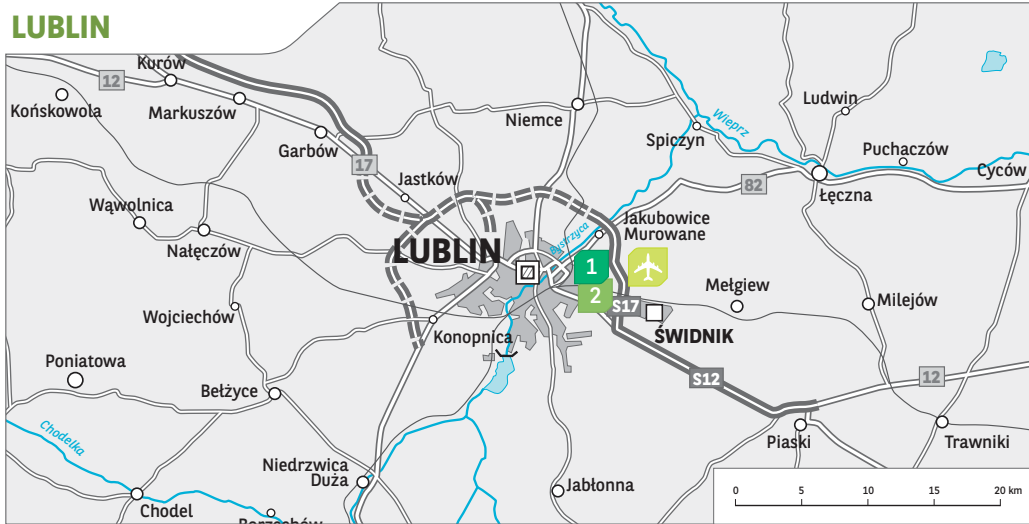 LUBLIN
Kurów
12
Końskowola
Markuszów
Garbów
17
Niemce
Wieprz
Ludwin
Spiczyn
Puchaczów
Cyców
82
Łęczna
Jastków
Wąwolnica
Nałęczów
LUBLIN
Bystrzyca
Jakubowice
Murowane
1
2
S17
Mełgiew
Milejów
ŚWIDNIK
Wojciechów
Konopnica
Poniatowa
Bełżyce
S12
12
Chodelka
Piaski
Trawniki
Niedrzwica
Duża
Jabłonna
Chodel
0 5 10 15 20 km